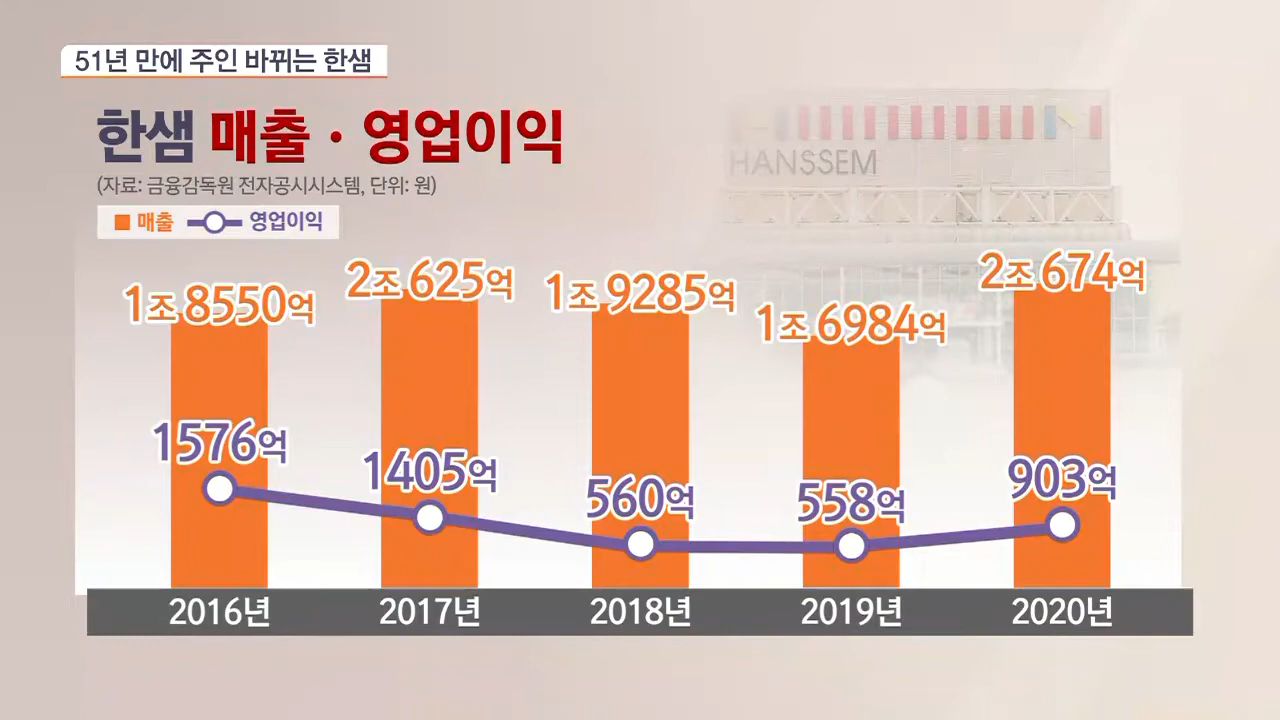 51년 만에 주인 바뀌는 한샘
한샘 매출 · 영업이익
(자료: 금융감독원 전자공시시스템, 단위: 원)
매출 영업이익
HANSSEM
1조 8550억 2조 625억 1조 9285억 1조 6984억 2조 674억
1576억 1405억 560억 558억 903억
2016년 2017년 2018년 2019년 2020년